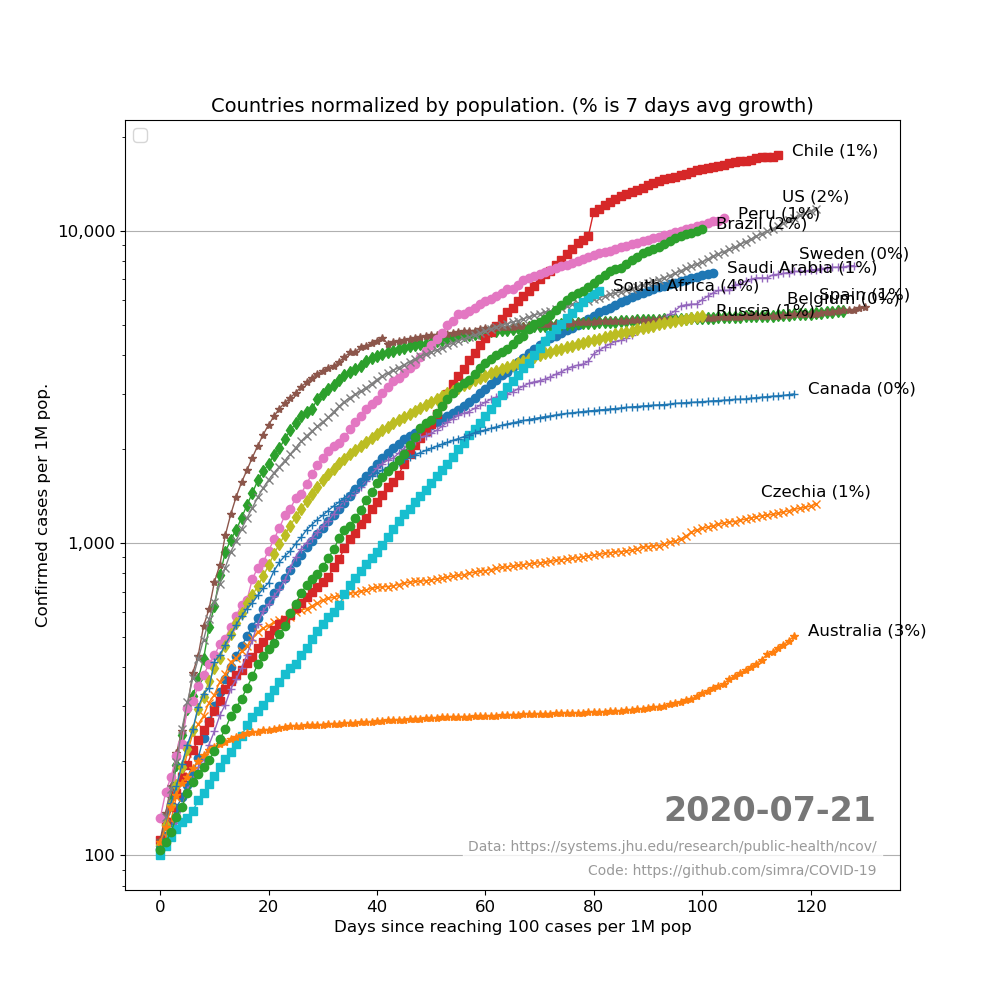 Countries normalized by population. (% is 7 days avg growth)
Chile (1%)
US (2%)
Peru (1%)
Brazil (2%)
10,000
Sweden (0%)
Saudi Arabia (1%)
South Africa (4%)
Spain (1%)
Belgium (0%)
Russia (1%)
Canada (0%)
Confirmed cases per 1M pop.
Czechia (1%)
1,000
Australia (3%)
2020-07-21
Data: https://systems.jhu.edu/research/public-health/ncov/
100
Code: https://github.com/simra/COVID-19
0 20 40 60 80 100 120
Days since reaching 100 cases per 1M pop